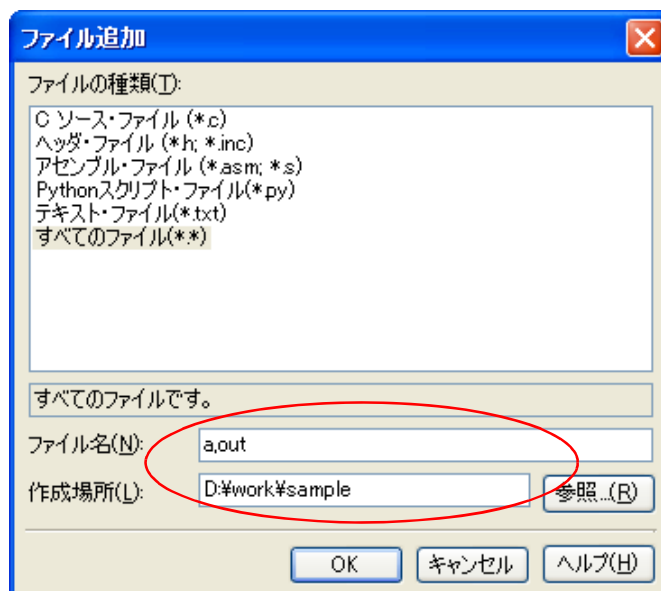 ファイル追加
ファイルの種類(T):
C ソース・ファイル (*.c)
ヘッダ・ファイル (*.h; *.inc)
アセンブル・ファイル (*.asm; *.s)
Pythonスクリプト・ファイル(*.py)
テキスト・ファイル(*.txt)
すべてのファイル(*.*)
すべてのファイルです。
ファイル名(N): a,out
作成場所(L): D:¥work¥sample 参照...(R)
OK キャンセル ヘルプ(H)